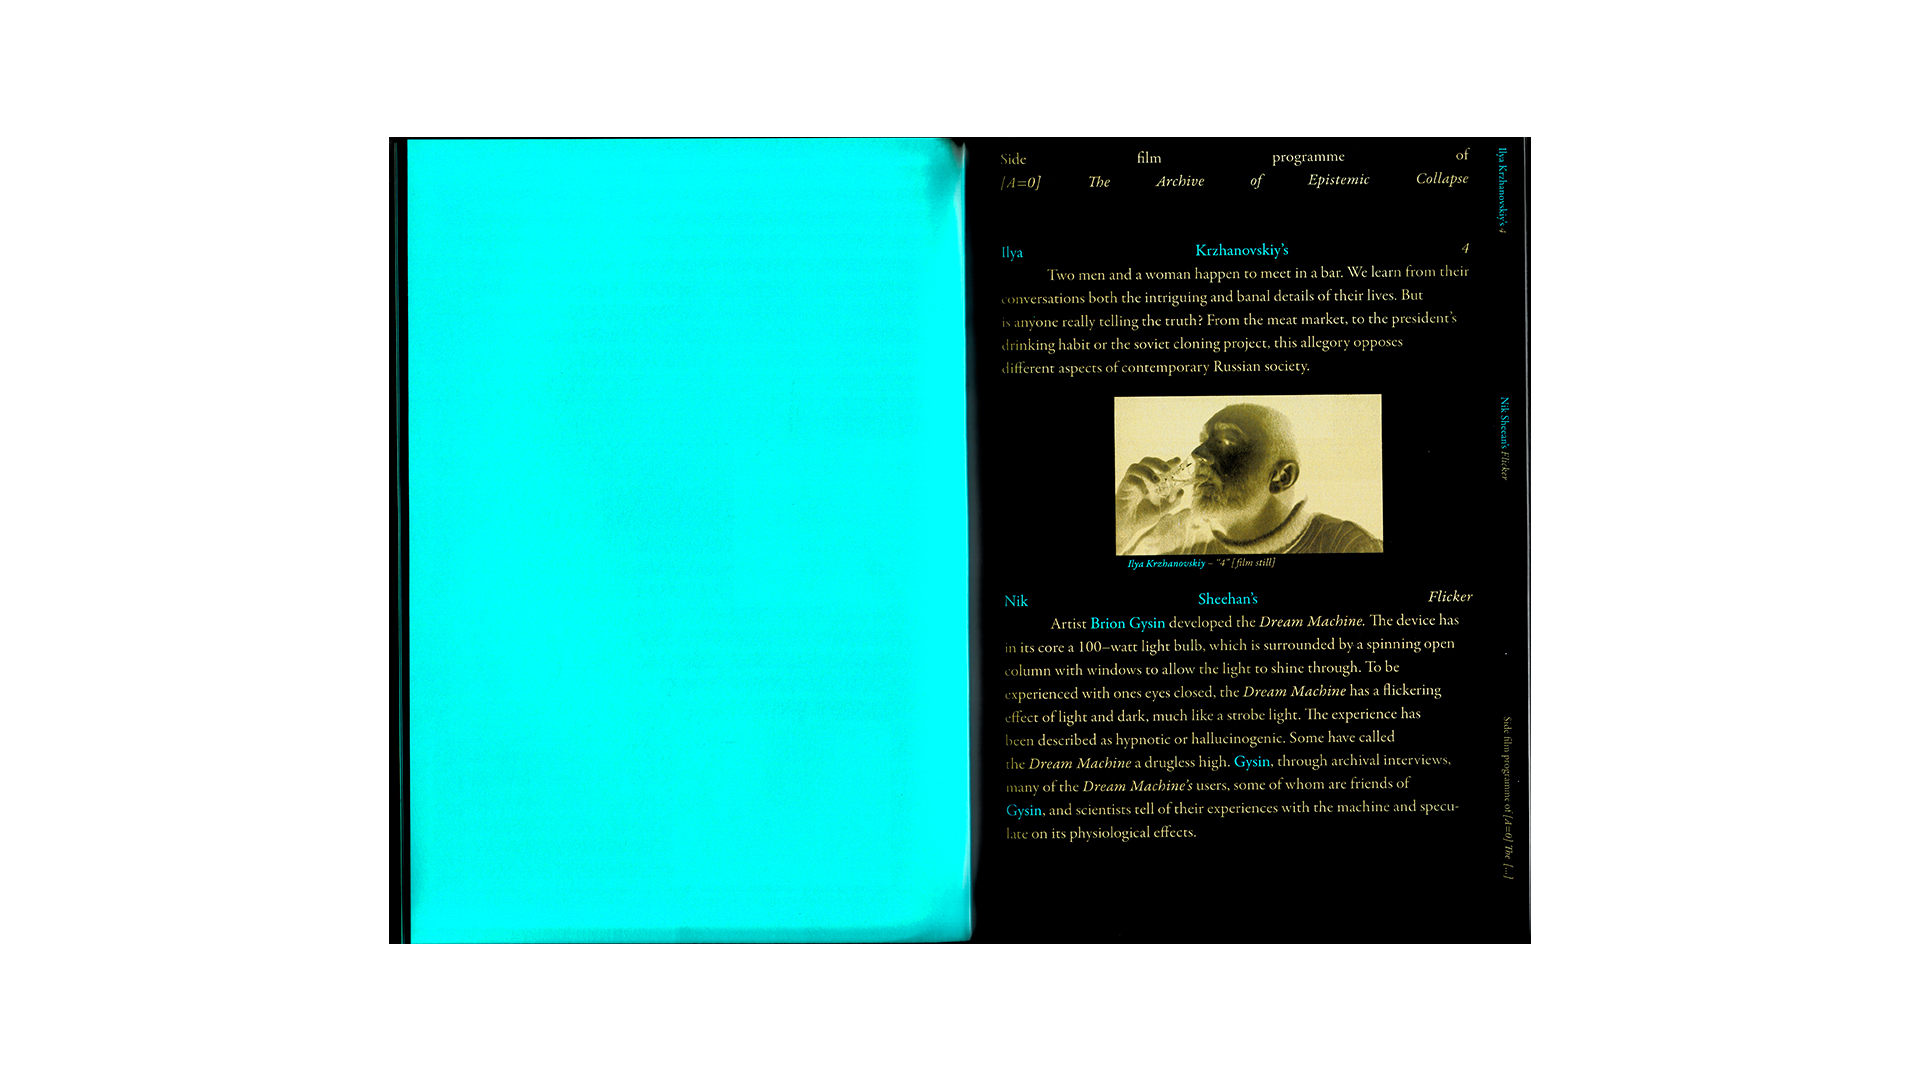 Side film programme of
[A=0] The Archive of Epistemic Collapse
Ilya Krzhanovskiy's 4
Two men and a woman happen to meet in a bar. We learn from their
conversations both the intriguing and banal details of their lives. But
is anyone really telling the truth? From the meat market, to the president's
drinking habit or the soviet cloning project, this allegory opposes
different aspects of contemporary Russian society.
Ilya Krzhanovskiy – "4" [film still]
Nik Sheehan's Flicker
Artist Brion Gysin developed the Dream Machine. The device has
in its core a 100–watt light bulb, which is surrounded by a spinning open
column with windows to allow the light to shine through. To be
experienced with ones eyes closed, the Dream Machine has a flickering
effect of light and dark, much like a strobe light. The experience has
been described as hypnotic or hallucinogenic. Some have called
the Dream Machine a drugless high. Gysin, through archival interviews,
many of the Dream Machine's users, some of whom are friends of
Gysin, and scientists tell of their experiences with the machine and specu-
late on its physiological effects.
Ilya Krzhanovskiy's 4
Nik Sheean's Flicker
Side film programme of [A=0] The [...]